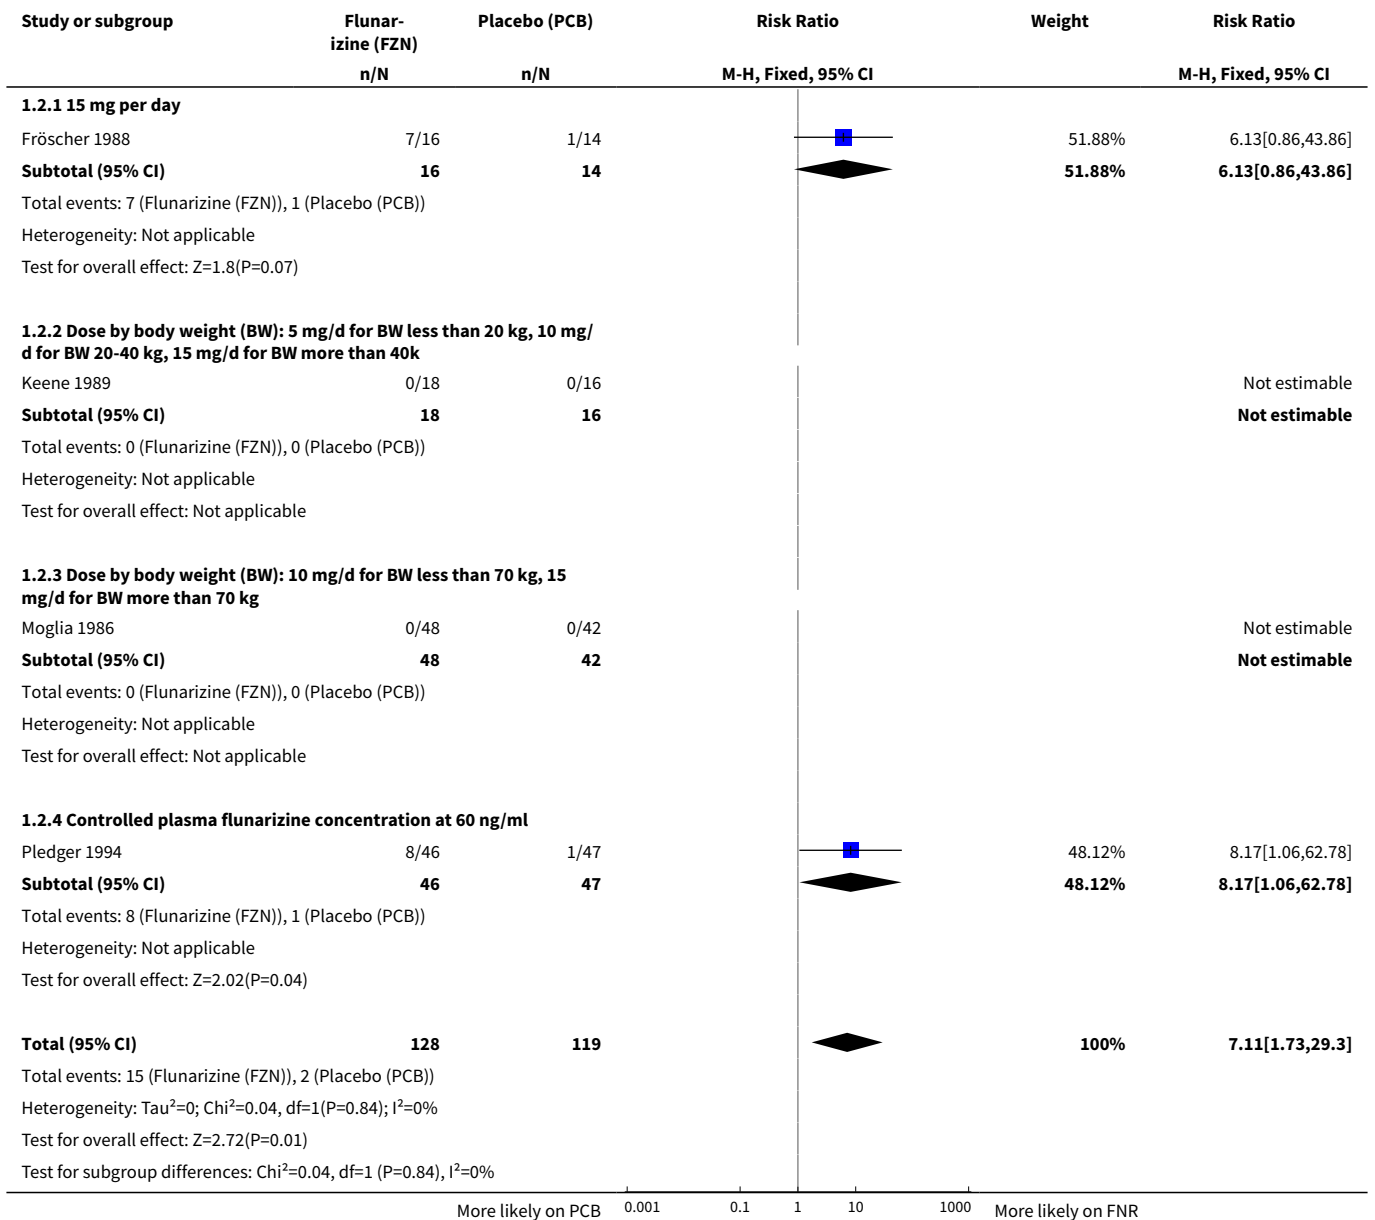 Study or subgroup Flunar- Placebo (PCB) Risk Ratio Weight Risk Ratio
izine (FZN)
n/N n/N M-H, Fixed, 95% CI M-H, Fixed, 95% CI
1.2.1 15 mg per day
Fröscher 1988 7/16 1/14 51.88% 6.13[0.86,43.86]
Subtotal (95% CI) 16 14 51.88% 6.13[0.86,43.86]
Total events: 7 (Flunarizine (FZN)), 1 (Placebo (PCB))
Heterogeneity: Not applicable
Test for overall effect: Z=1.8(P=0.07)
1.2.2 Dose by body weight (BW): 5 mg/d for BW less than 20 kg, 10 mg/
d for BW 20-40 kg, 15 mg/d for BW more than 40k
Keene 1989 0/18 0/16 Not estimable
Subtotal (95% CI) 18 16 Not estimable
Total events: 0 (Flunarizine (FZN)), 0 (Placebo (PCB))
Heterogeneity: Not applicable
Test for overall effect: Not applicable
1.2.3 Dose by body weight (BW): 10 mg/d for BW less than 70 kg, 15
mg/d for BW more than 70 kg
Moglia 1986 0/48 0/42 Not estimable
Subtotal (95% CI) 48 42 Not estimable
Total events: 0 (Flunarizine (FZN)), 0 (Placebo (PCB))
Heterogeneity: Not applicable
Test for overall effect: Not applicable
1.2.4 Controlled plasma flunarizine concentration at 60 ng/ml
Pledger 1994 8/46 1/47 48.12% 8.17[1.06,62.78]
Subtotal (95% CI) 46 47 48.12% 8.17[1.06,62.78]
Total events: 8 (Flunarizine (FZN)), 1 (Placebo (PCB))
Heterogeneity: Not applicable
Test for overall effect: Z=2.02(P=0.04)
Total (95% CI) 128 119 100% 7.11[1.73,29.3]
Total events: 15 (Flunarizine (FZN)), 2 (Placebo (PCB))
Heterogeneity: Tau²=0; Chi²=0.04, df=1(P=0.84); I²=0%
Test for overall effect: Z=2.72(P=0.01)
Test for subgroup differences: Chi²=0.04, df=1 (P=0.84), I²=0%
More likely on PCB 0.001 0.1 1 10 1000 More likely on FNR